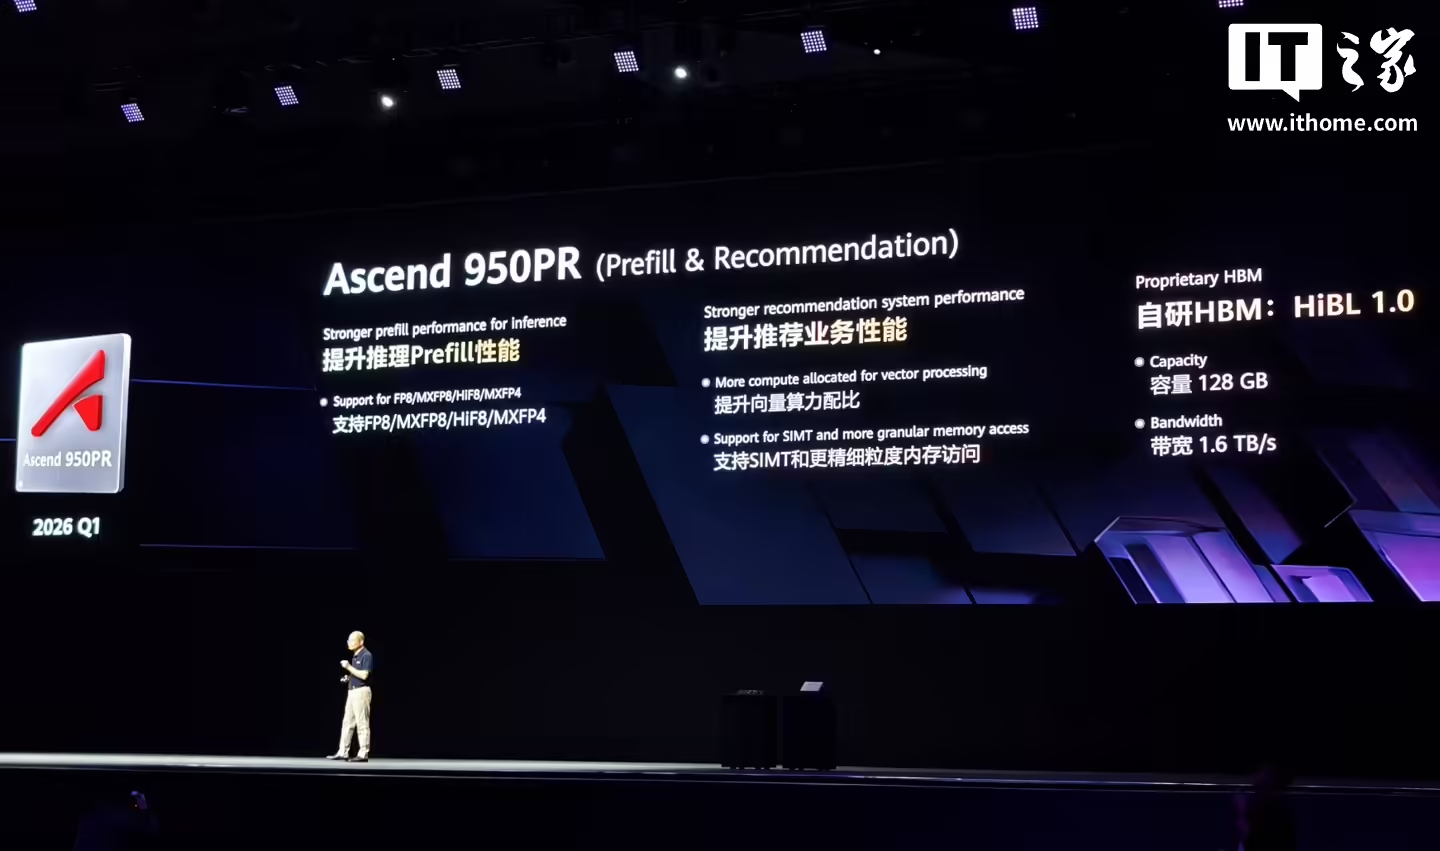 IT之家
www.ithome.com
Ascend 950PR (Prefill & Recommendation)
Stronger prefill performance for inference
提升推理Prefill性能
Support for FP8/MXFP8/HiF8/MXFP4
支持FP8/MXFP8/HiF8/MXFP4
Stronger recommendation system performance
提升推荐业务性能
More compute allocated for vector processing
提升向量算力配比
Support for SIMT and more granular memory access
支持SIMT和更精细粒度内存访问
Proprietary HBM
自研HBM：HiBL 1.0
Capacity
容量 128 GB
Bandwidth
带宽 1.6 TB/s
Ascend 950PR
2026 Q1